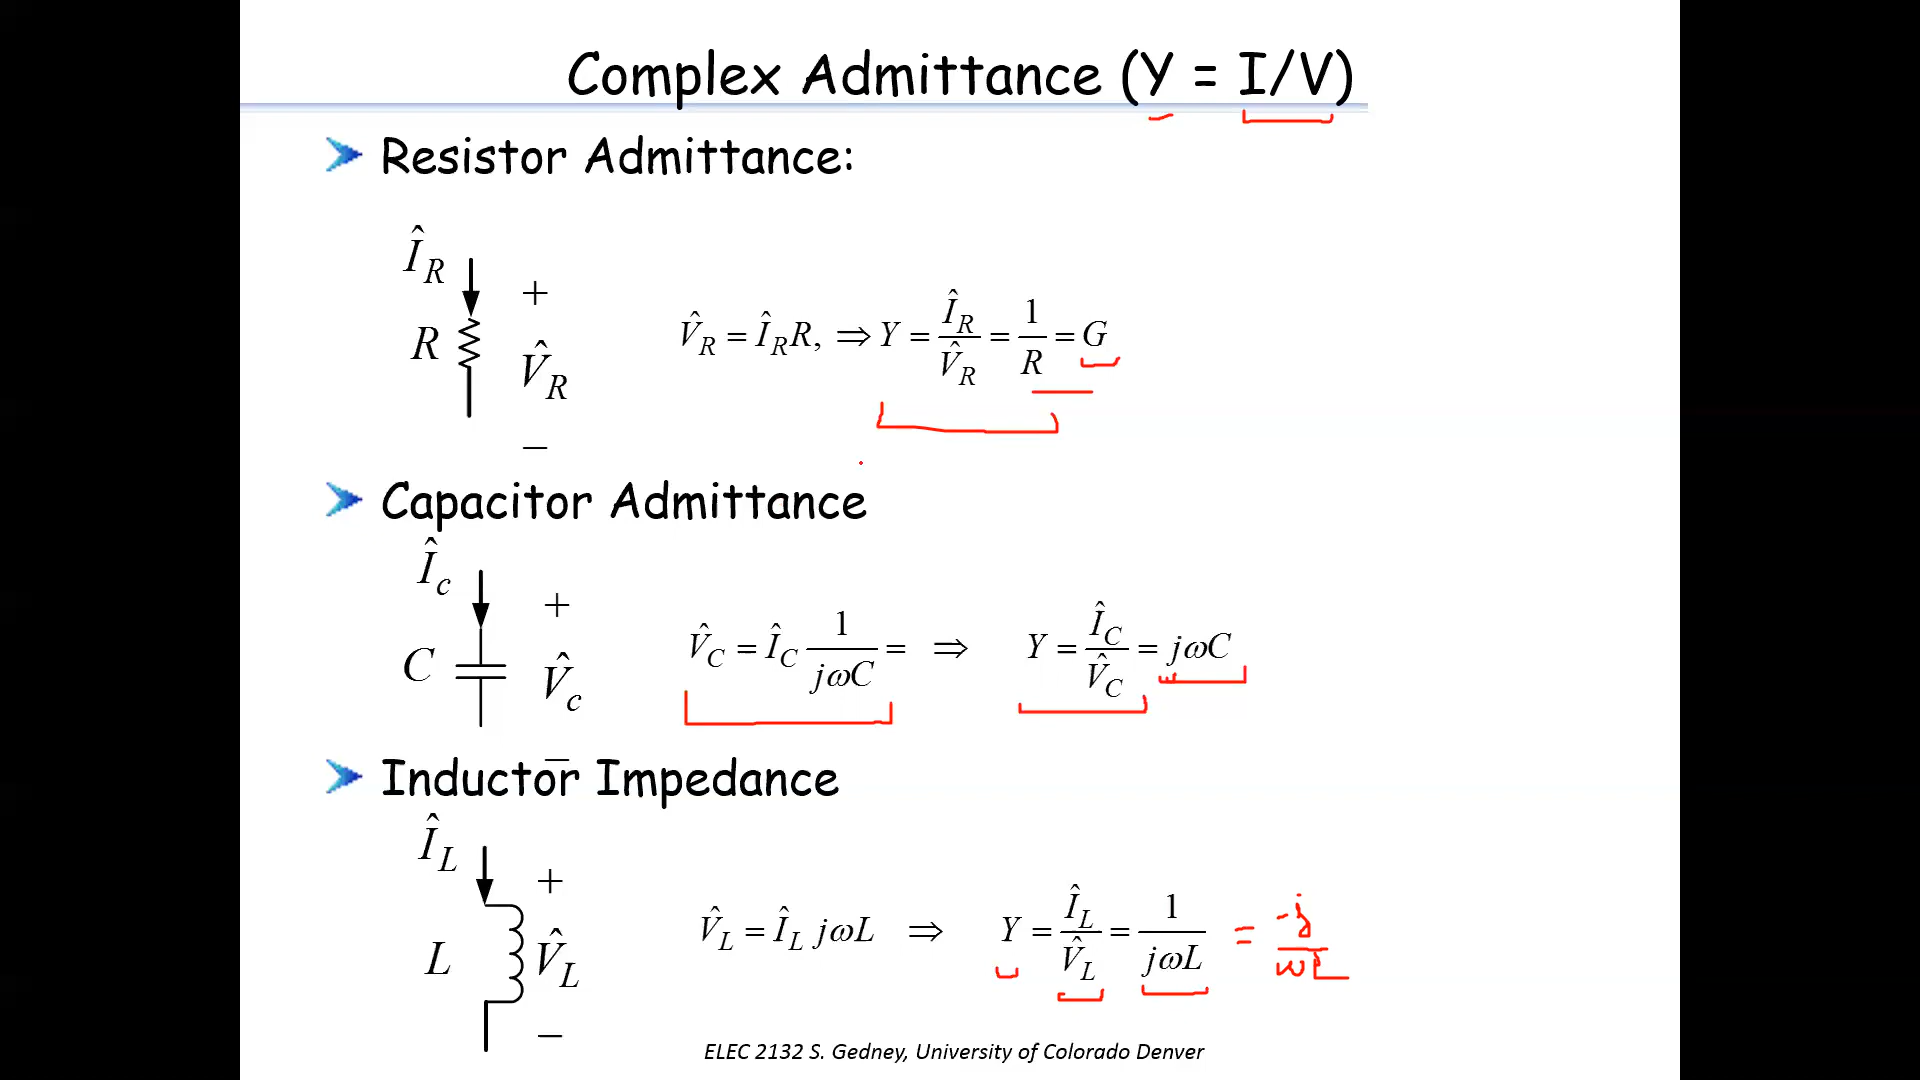 Complex Admittance (Y = I/V)
Resistor Admittance:
Î_R
+
R
V̂_R
V̂_R = Î_R R, ⇒ Y = Î_R / V̂_R = 1/R = G
−
Capacitor Admittance
Î_c
+
C
V̂_c
V̂_C = Î_C 1/(jωC) = ⇒ Y = Î_C / V̂_C = jωC
−
Inductor Impedance
Î_L
+
L
V̂_L
V̂_L = Î_L jωL ⇒ Y = Î_L / V̂_L = 1/(jωL) = -j/(ωL)
−
ELEC 2132 S. Gedney, University of Colorado Denver